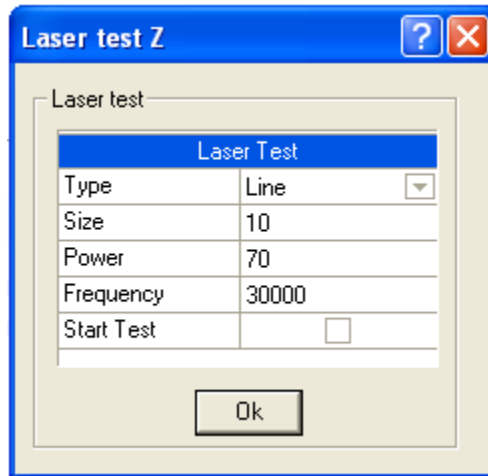 Laser test Z
Laser test
Laser Test
Type Line
Size 10
Power 70
Frequency 30000
Start Test
Ok